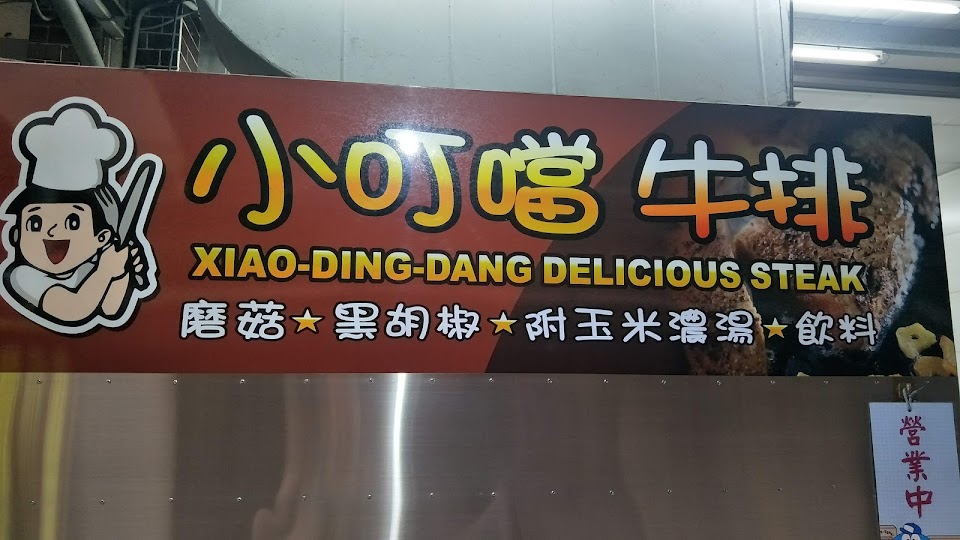 小叮噹 牛排
XIAO-DING-DANG DELICIOUS STEAK
磨菇★黑胡椒★附玉米濃湯★飲料
營業中